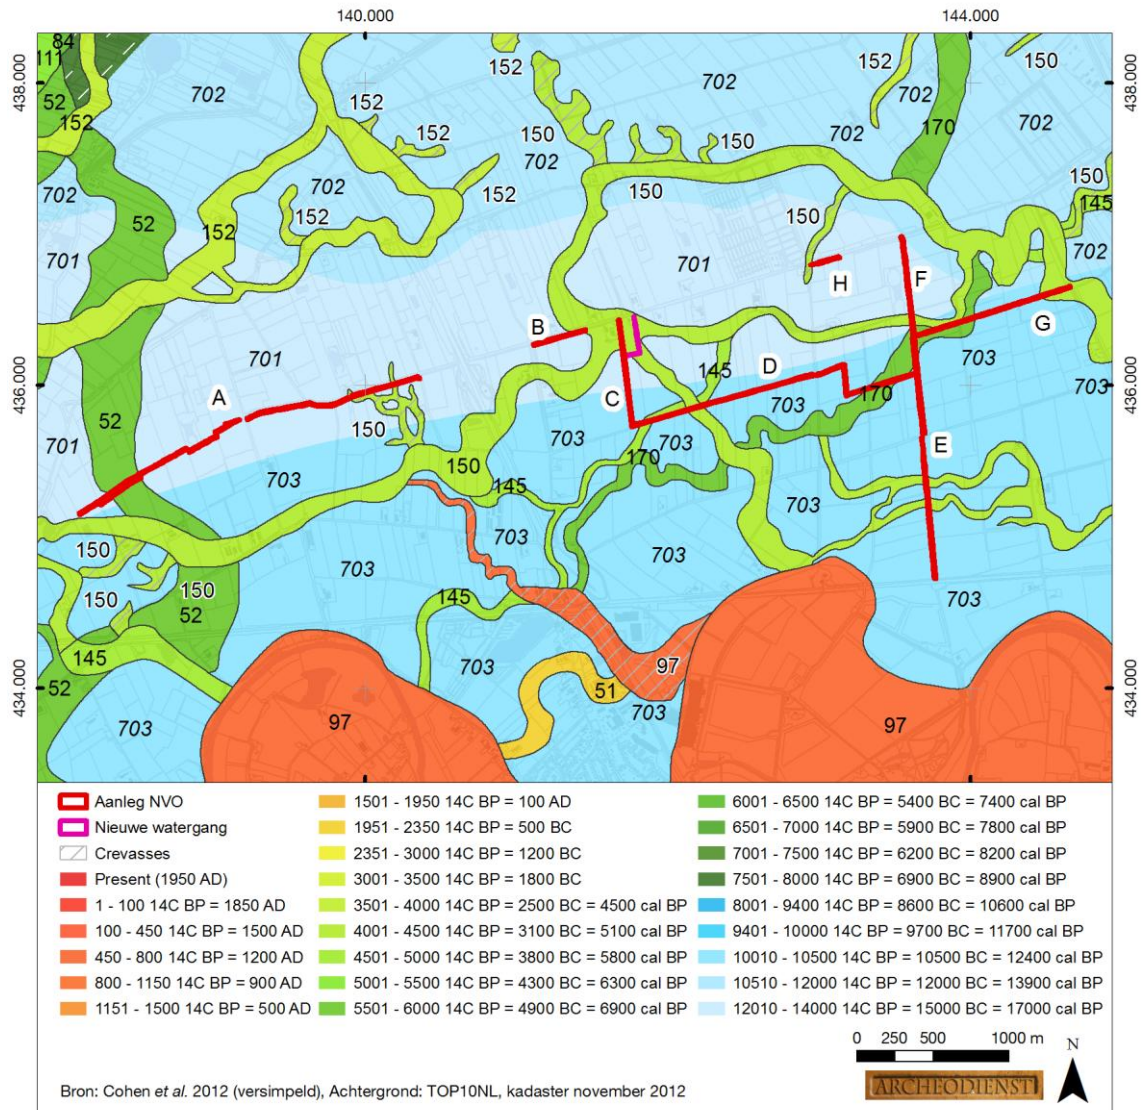 140.000 144.000
84
111
438.000 702 152 702 152 150 438.000
52 702
152 152 170 702
152 150 702
702 150
702 152 150
702 150
52 152 150 145
152 702
701 701
H F
B G
701 145 D 703
A C 170 703
52 150 703
701 E
703 150 703 170
145
703
150 703
703 703
150 150 145 703
52
145 703 97
434.000 52 51 434.000
703 97 703 97
436.000 436.000
Aanleg NVO
Nieuwe watergang
Crevasses
Present (1950 AD)
1 - 100 14C BP = 1850 AD
100 - 450 14C BP = 1500 AD
450 - 800 14C BP = 1200 AD
800 - 1150 14C BP = 900 AD
1151 - 1500 14C BP = 500 AD
1501 - 1950 14C BP = 100 AD
1951 - 2350 14C BP = 500 BC
2351 - 3000 14C BP = 1200 BC
3001 - 3500 14C BP = 1800 BC
3501 - 4000 14C BP = 2500 BC = 4500 cal BP
4001 - 4500 14C BP = 3100 BC = 5100 cal BP
4501 - 5000 14C BP = 3800 BC = 5800 cal BP
5001 - 5500 14C BP = 4300 BC = 6300 cal BP
5501 - 6000 14C BP = 4900 BC = 6900 cal BP
6001 - 6500 14C BP = 5400 BC = 7400 cal BP
6501 - 7000 14C BP = 5900 BC = 7800 cal BP
7001 - 7500 14C BP = 6200 BC = 8200 cal BP
7501 - 8000 14C BP = 6900 BC = 8900 cal BP
8001 - 9400 14C BP = 8600 BC = 10600 cal BP
9401 - 10000 14C BP = 9700 BC = 11700 cal BP
10010 - 10500 14C BP = 10500 BC = 12400 cal BP
10510 - 12000 14C BP = 12000 BC = 13900 cal BP
12010 - 14000 14C BP = 15000 BC = 17000 cal BP
0 250 500 1000 m
N
ARCHEODIENST
Bron: Cohen et al. 2012 (versimpeld), Achtergrond: TOP10NL, kadaster november 2012